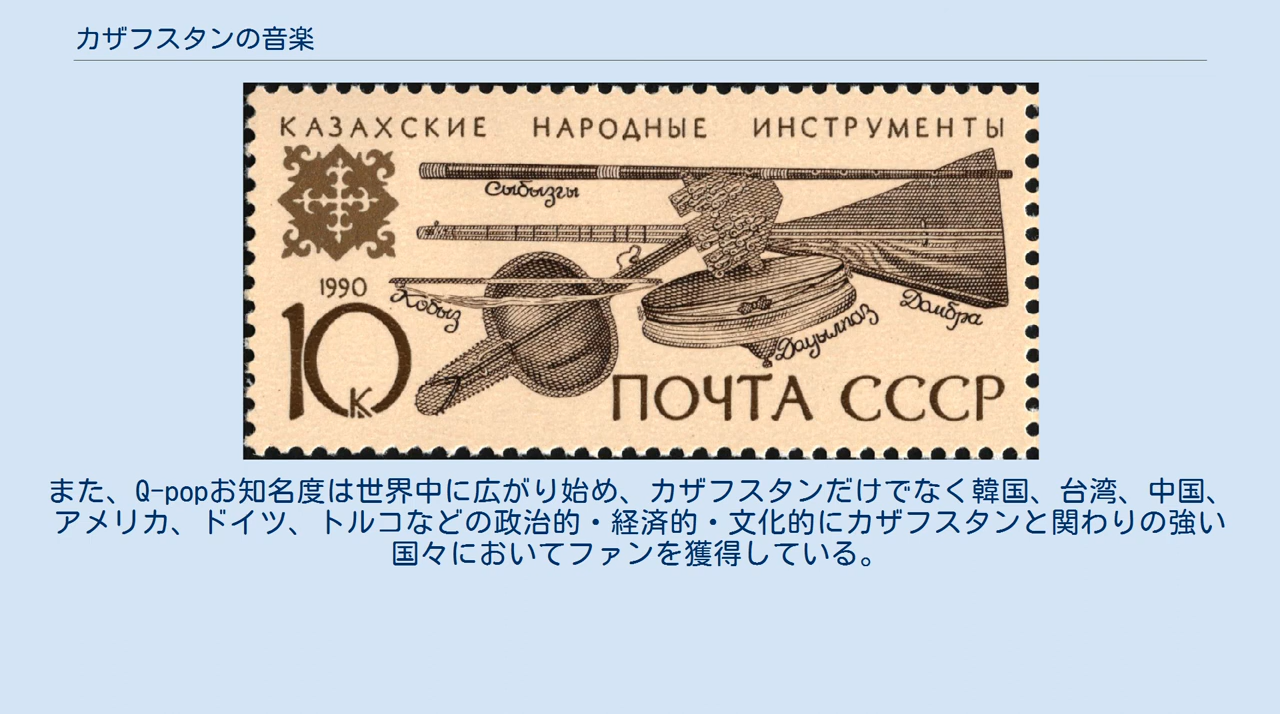 カザフスタンの音楽
КАЗАХСКИЕ НАРОДНЫЕ ИНСТРУМЕНТЫ
Сыбызгы
1990
Кобыз
Домбра
Дауылпаз
10 к
ПОЧТА СССР
また、Q-popお知名度は世界中に広がり始め、カザフスタンだけでなく韓国、台湾、中国、
アメリカ、ドイツ、トルコなどの政治的・経済的・文化的にカザフスタンと関わりの強い
国々においてファンを獲得している。